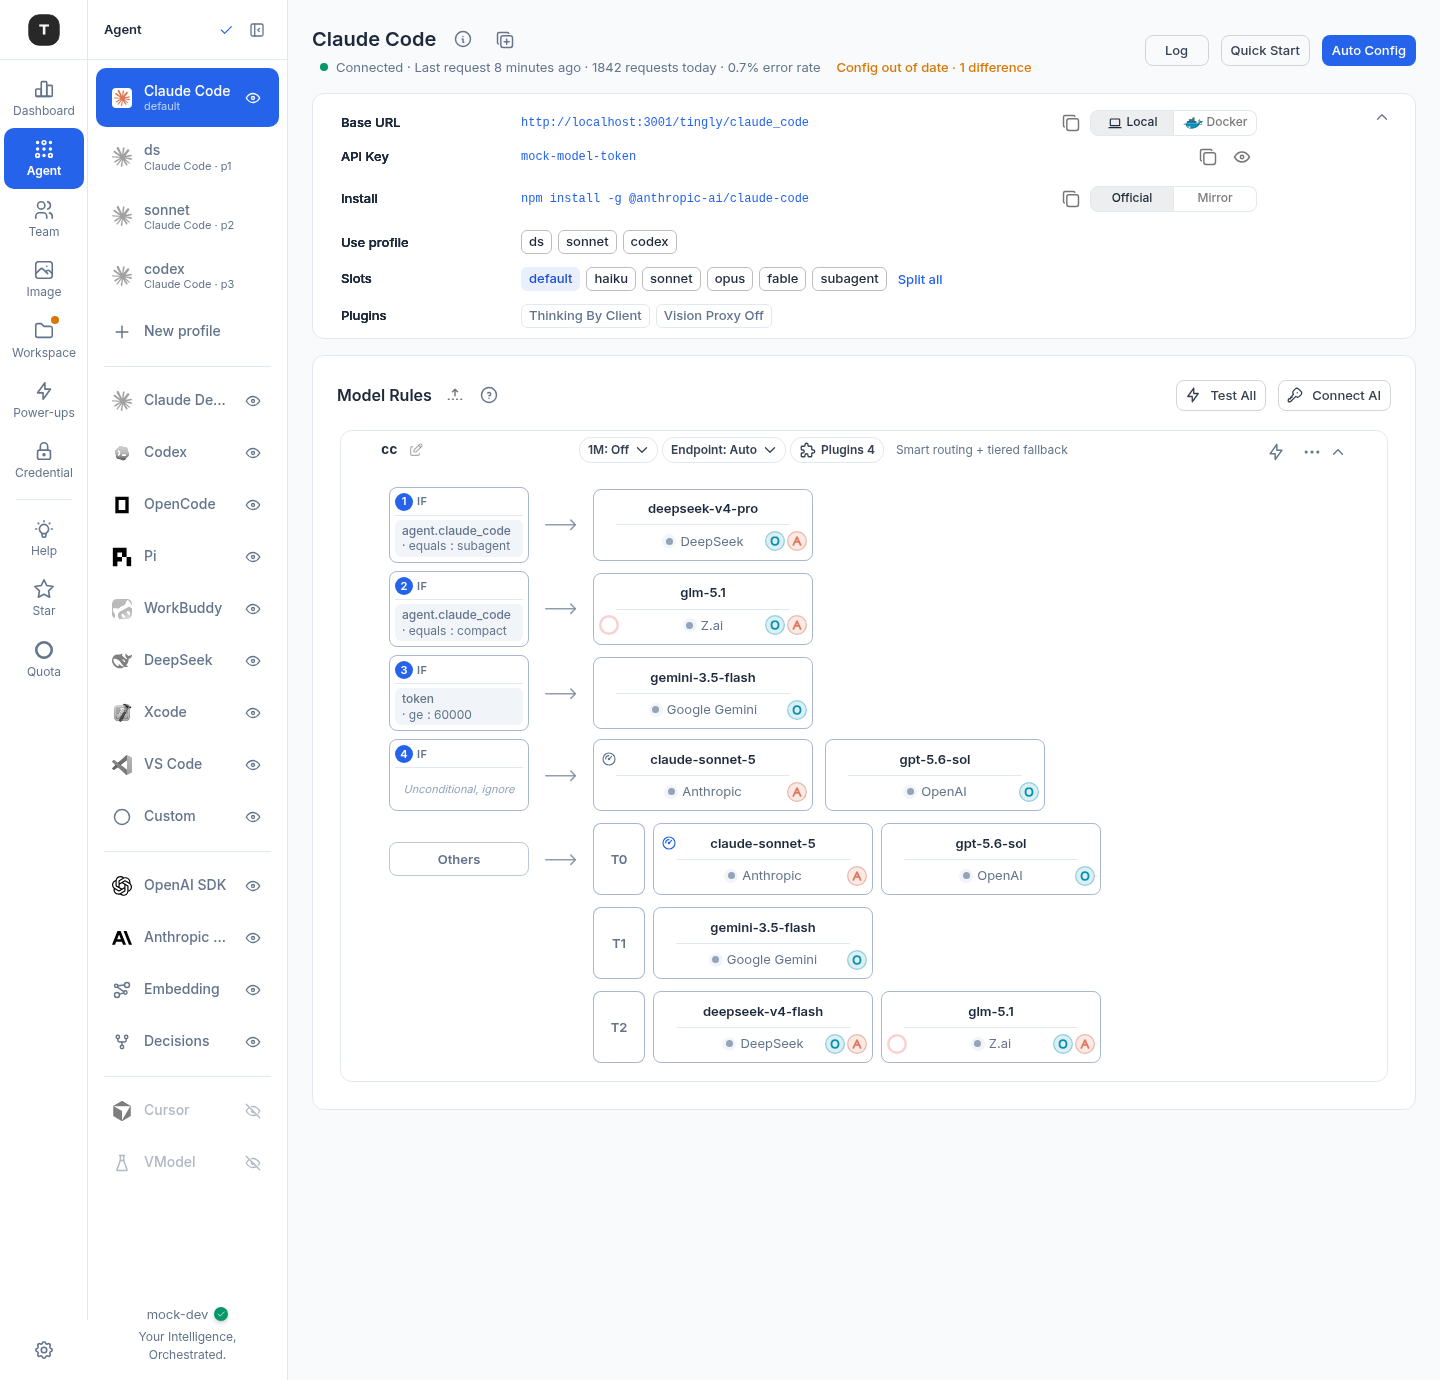 T
Dashboard
Agent
Team
Image
Workspace
Power-ups
Credential
Help
Star
Quota
Agent
Claude Code
default
ds
Claude Code · p1
sonnet
Claude Code · p2
codex
Claude Code · p3
New profile
Claude De...
Codex
OpenCode
Pi
WorkBuddy
DeepSeek
Xcode
VS Code
Custom
OpenAI SDK
Anthropic ...
Embedding
Decisions
Cursor
VModel
mock-dev
Your Intelligence,
Orchestrated.
Claude Code
Connected · Last request 8 minutes ago · 1842 requests today · 0.7% error rate Config out of date · 1 difference
Log Quick Start Auto Config
Base URL http://localhost:3001/tingly/claude_code Local Docker
API Key mock-model-token
Install npm install -g @anthropic-ai/claude-code Official Mirror
Use profile ds sonnet codex
Slots default haiku sonnet opus fable subagent Split all
Plugins Thinking By Client Vision Proxy Off
Model Rules Test All Connect AI
cc 1M: Off Endpoint: Auto Plugins 4 Smart routing + tiered fallback
1 IF
agent.claude_code
· equals : subagent
deepseek-v4-pro
DeepSeek O A
2 IF
agent.claude_code
· equals : compact
glm-5.1
Z.ai O A
3 IF
token
· ge : 60000
gemini-3.5-flash
Google Gemini O
4 IF
Unconditional, ignore
claude-sonnet-5
Anthropic A
gpt-5.6-sol
OpenAI O
Others
T0
claude-sonnet-5
Anthropic A
gpt-5.6-sol
OpenAI O
T1
gemini-3.5-flash
Google Gemini O
T2
deepseek-v4-flash
DeepSeek O A
glm-5.1
Z.ai O A